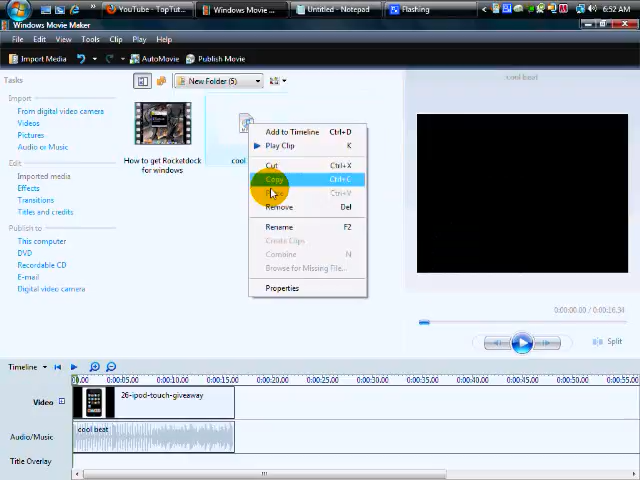 YouTube - TapTut...
Windows Movie ...
Untitled - Notepad
Flashing
6:52 AM
Windows Movie Maker
File Edit View Tools Clip Play Help
Import Media
AutoMovie
Publish Movie
Tasks
New Folder (5)
cool beat
Import
From digital video camera
Videos
Pictures
Audio or Music
Edit
Imported media
Effects
Transitions
Titles and credits
Publish to
This computer
DVD
Recordable CD
E-mail
Digital video camera
How to get Rocketdock
for windows
cool
Add to Timeline Ctrl+D
Play Clip K
Cut Ctrl+X
Copy Ctrl+C
Ctrl+V
Remove Del
Rename F2
Create Clips
Combine N
Browse for Missing File...
Properties
0:00:00.00 / 0:00:16.34
Split
Timeline
00.00 0:00:05.00 0:00:10.00 0:00:15.00 0:00:20.00 0:00:25.00 0:00:30.00 0:00:35.00 0:00:40.00 0:00:45.00 0:00:50.00 0:00:55.00
Video
26-ipod-touch-giveaway
Audio/Music
cool beat
Title Overlay